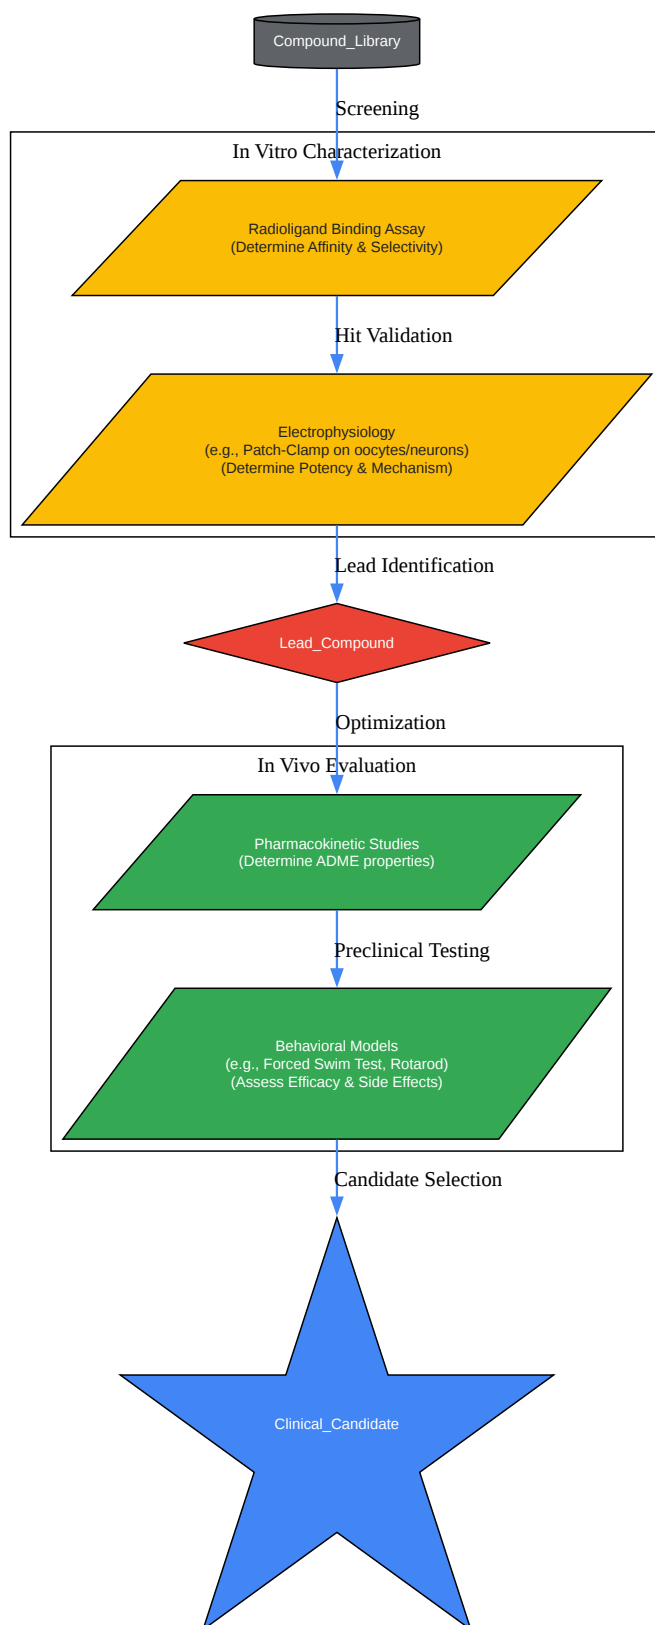 Compound_Library
Screening
In Vitro Characterization
Radioligand Binding Assay
(Determine Affinity & Selectivity)
Hit Validation
Electrophysiology
(e.g., Patch-Clamp on oocytes/neurons)
(Determine Potency & Mechanism)
Lead Identification
Lead_Compound
Optimization
In Vivo Evaluation
Pharmacokinetic Studies
(Determine ADME properties)
Preclinical Testing
Behavioral Models
(e.g., Forced Swim Test, Rotarod)
(Assess Efficacy & Side Effects)
Candidate Selection
Clinical_Candidate